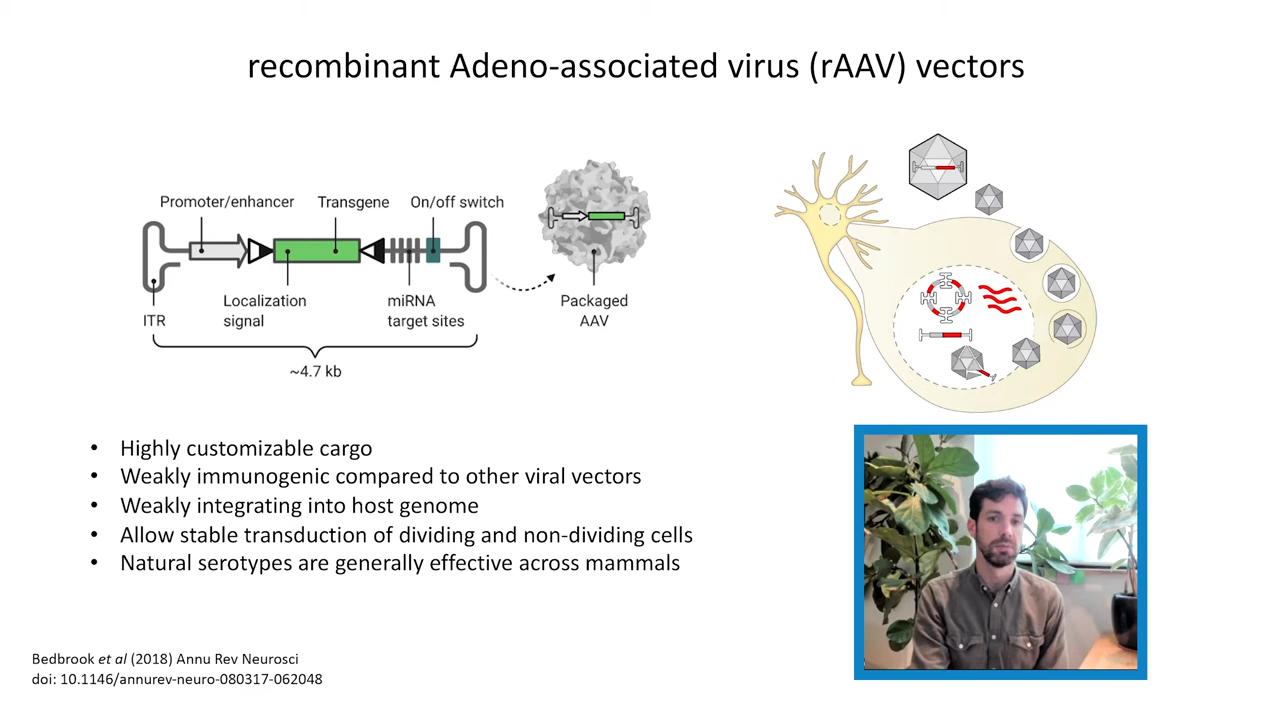 recombinant Adeno-associated virus (rAAV) vectors
Promoter/enhancer
Transgene
On/off switch
ITR
Localization
signal
miRNA
target sites
Packaged
AAV
~4.7 kb
• Highly customizable cargo
• Weakly immunogenic compared to other viral vectors
• Weakly integrating into host genome
• Allow stable transduction of dividing and non-dividing cells
• Natural serotypes are generally effective across mammals
Bedbrook et al (2018) Annu Rev Neurosci
doi: 10.1146/annurev-neuro-080317-062048